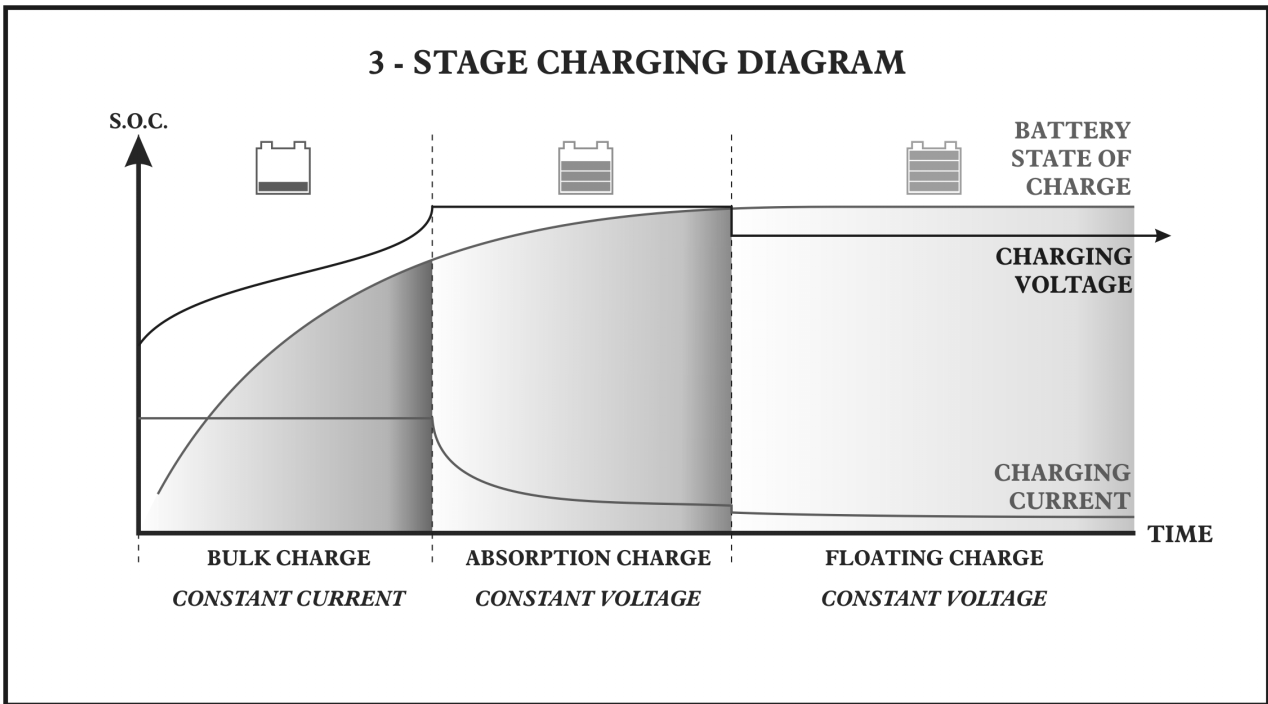 3 - STAGE CHARGING DIAGRAM
S.O.C.
BATTERY
STATE OF
CHARGE
CHARGING
VOLTAGE
CHARGING
CURRENT
TIME
BULK CHARGE
ABSORPTION CHARGE
FLOATING CHARGE
CONSTANT CURRENT
CONSTANT VOLTAGE
CONSTANT VOLTAGE